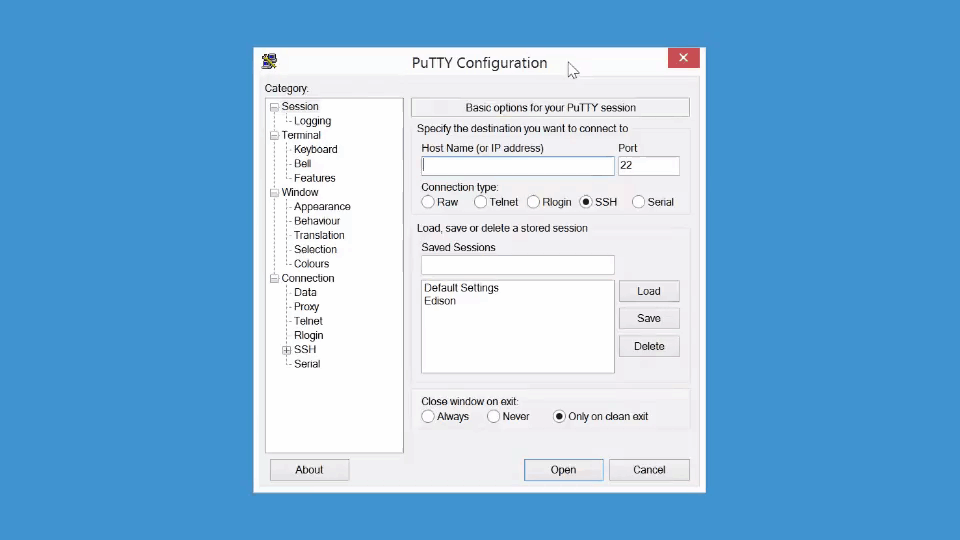 PuTTY Configuration
Category:
Session
Logging
Terminal
Keyboard
Bell
Features
Window
Appearance
Behaviour
Translation
Selection
Colours
Connection
Data
Proxy
Telnet
Rlogin
SSH
Serial
Basic options for your PuTTY session
Specify the destination you want to connect to
Host Name (or IP address) Port
22
Connection type:
Raw Telnet Rlogin SSH Serial
Load, save or delete a stored session
Saved Sessions
Default Settings
Edison
Load
Save
Delete
Close window on exit:
Always Never Only on clean exit
About Open Cancel